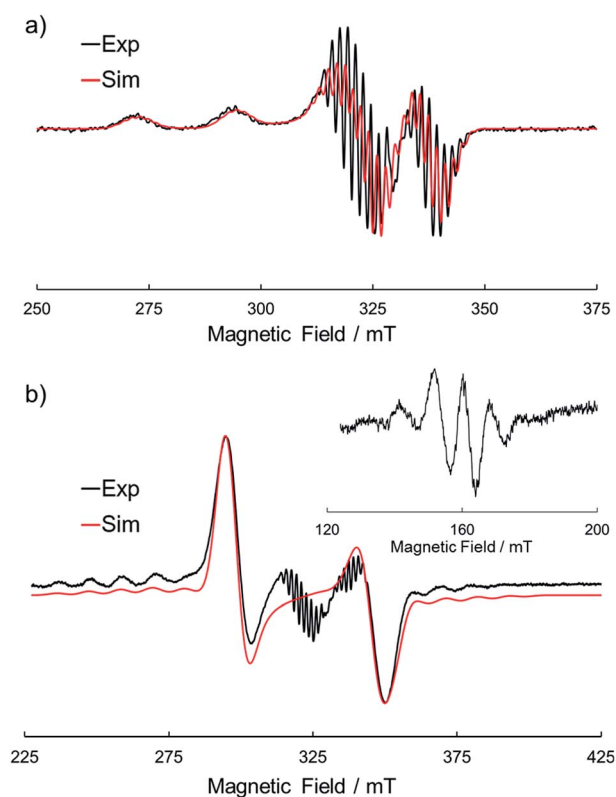 a)
Exp
Sim
250 275 300 325 350 375
Magnetic Field / mT
b)
Exp
Sim
120 160 200
Magnetic Field / mT
225 275 325 375 425
Magnetic Field / mT